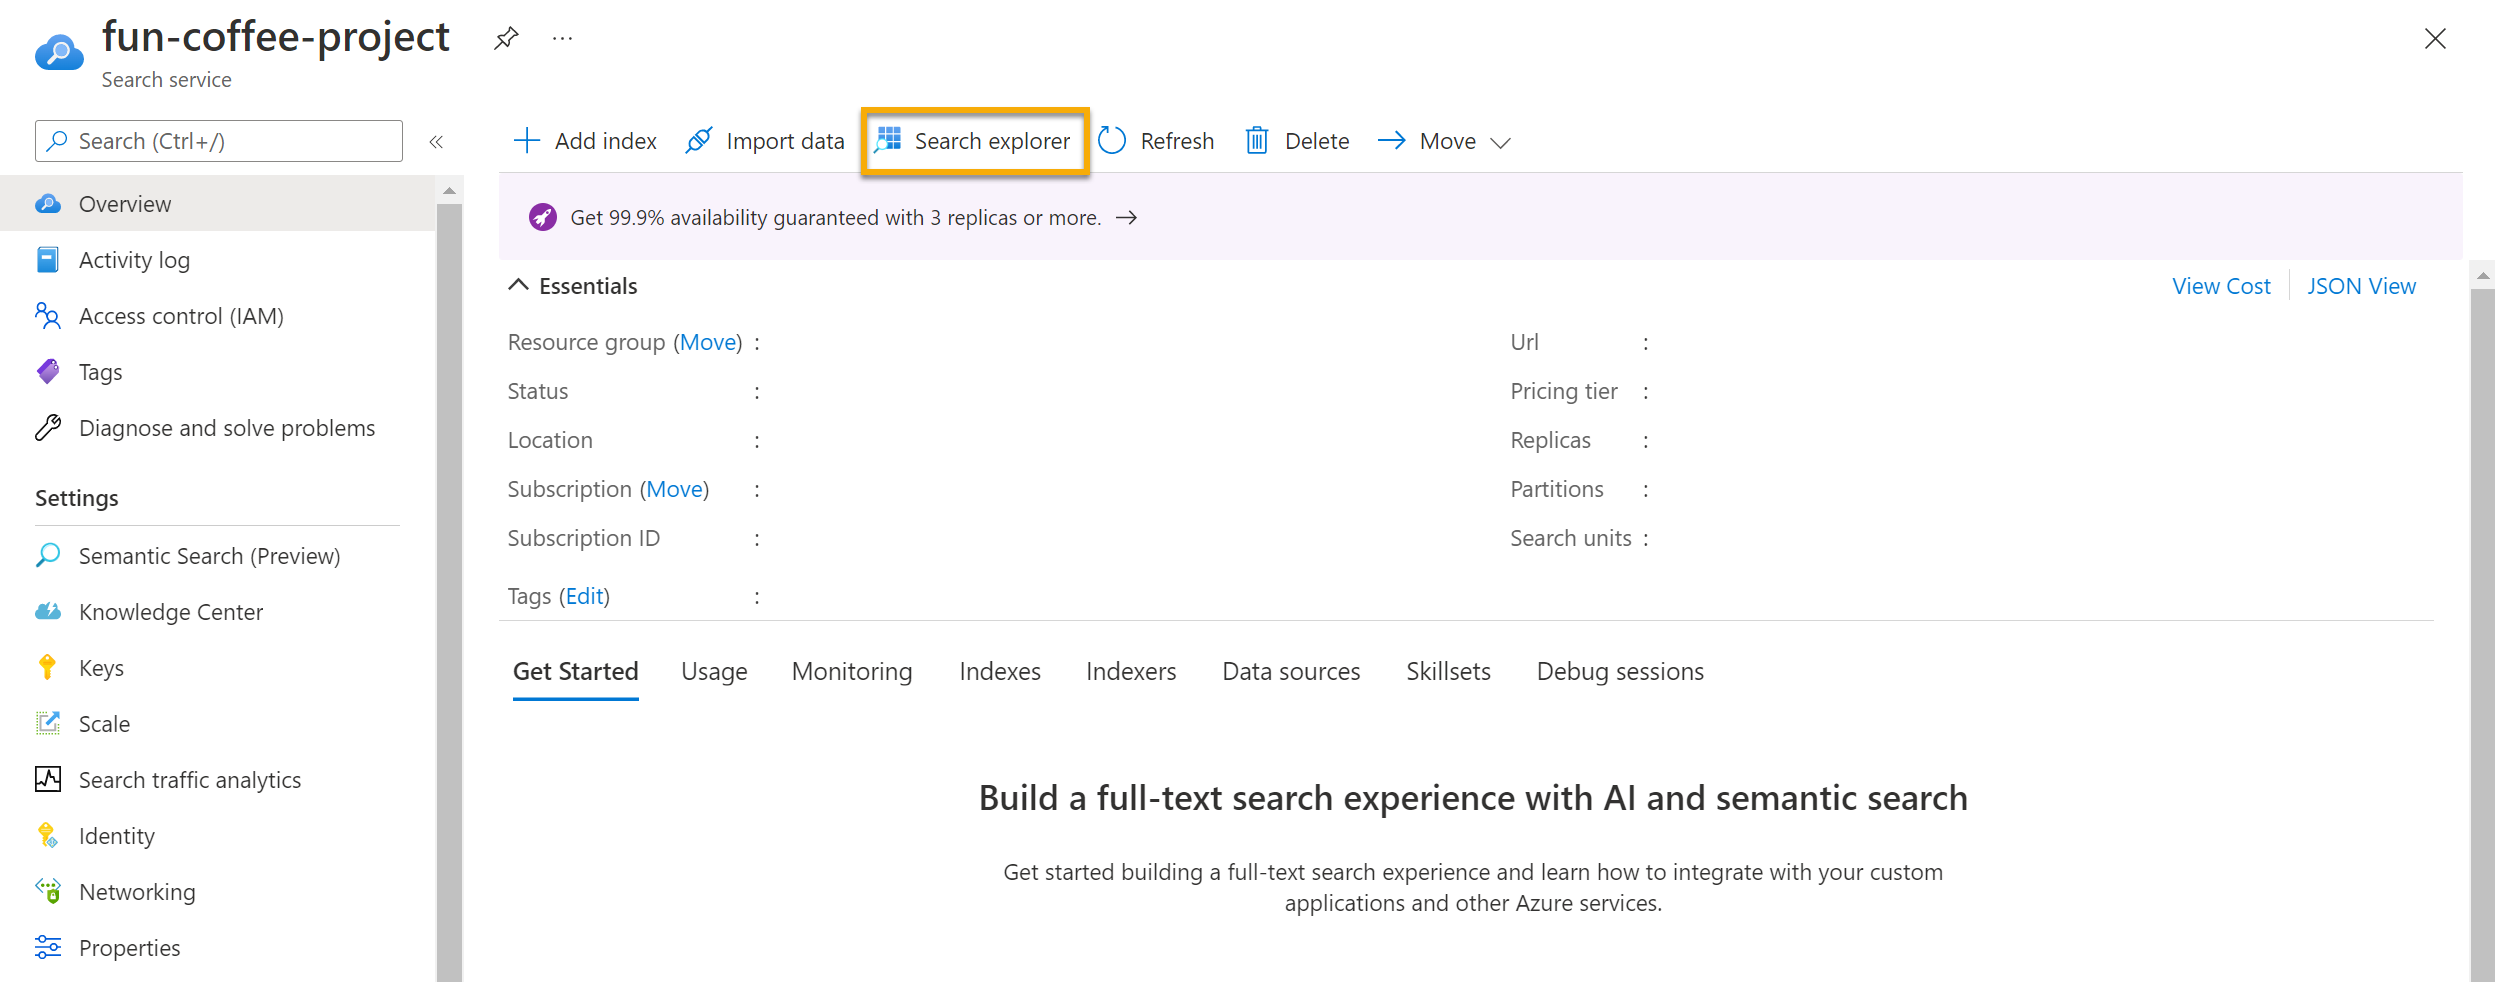 fun-coffee-project
Search service
Search (Ctrl+/)
Overview
Activity log
Access control (IAM)
Tags
Diagnose and solve problems
Settings
Semantic Search (Preview)
Knowledge Center
Keys
Scale
Search traffic analytics
Identity
Networking
Properties
Add index Import data Search explorer Refresh Delete Move
Get 99.9% availability guaranteed with 3 replicas or more.
Essentials
View Cost JSON View
Resource group (Move) :
Status :
Location :
Subscription (Move) :
Subscription ID :
Tags (Edit) :
Url :
Pricing tier :
Replicas :
Partitions :
Search units :
Get Started Usage Monitoring Indexes Indexers Data sources Skillsets Debug sessions
Build a full-text search experience with AI and semantic search
Get started building a full-text search experience and learn how to integrate with your custom
applications and other Azure services.